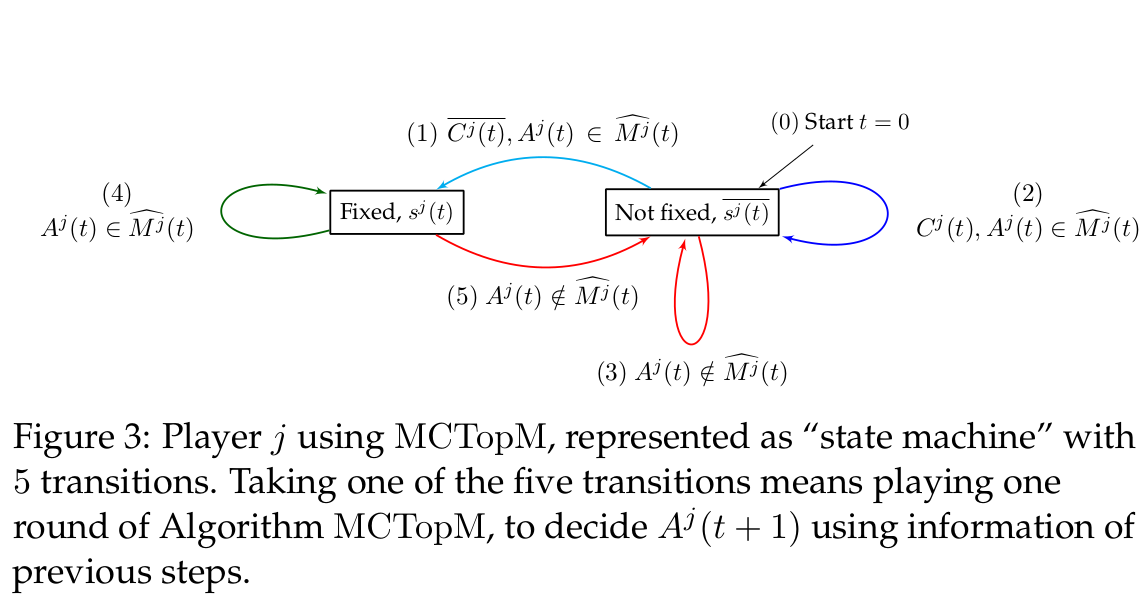 (0) Start $t = 0$
(1) $\overline{C^j(t)}, A^j(t) \in \widehat{M^j}(t)$
(4)
$A^j(t) \in \widehat{M^j}(t)$
Fixed, $s^j(t)$
Not fixed, $\overline{s^j(t)}$
(2)
$C^j(t), A^j(t) \in \widehat{M^j}(t)$
(5) $A^j(t) \notin \widehat{M^j}(t)$
(3) $A^j(t) \notin \widehat{M^j}(t)$
Figure 3: Player $j$ using MCTopM, represented as “state machine” with
5 transitions. Taking one of the five transitions means playing one
round of Algorithm MCTopM, to decide $A^j(t + 1)$ using information of
previous steps.